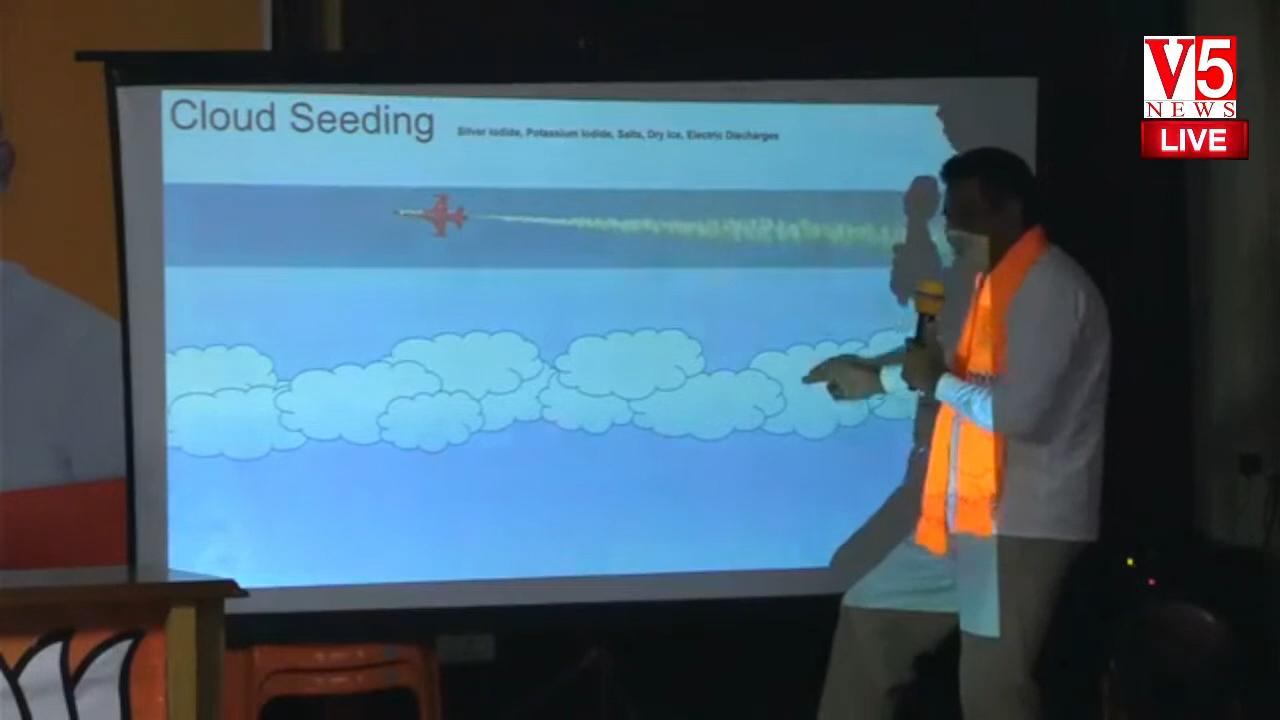 Cloud Seeding
Silver Iodide, Potassium Iodide, Salts, Dry Ice, Electric Discharges
V5
NEWS
LIVE